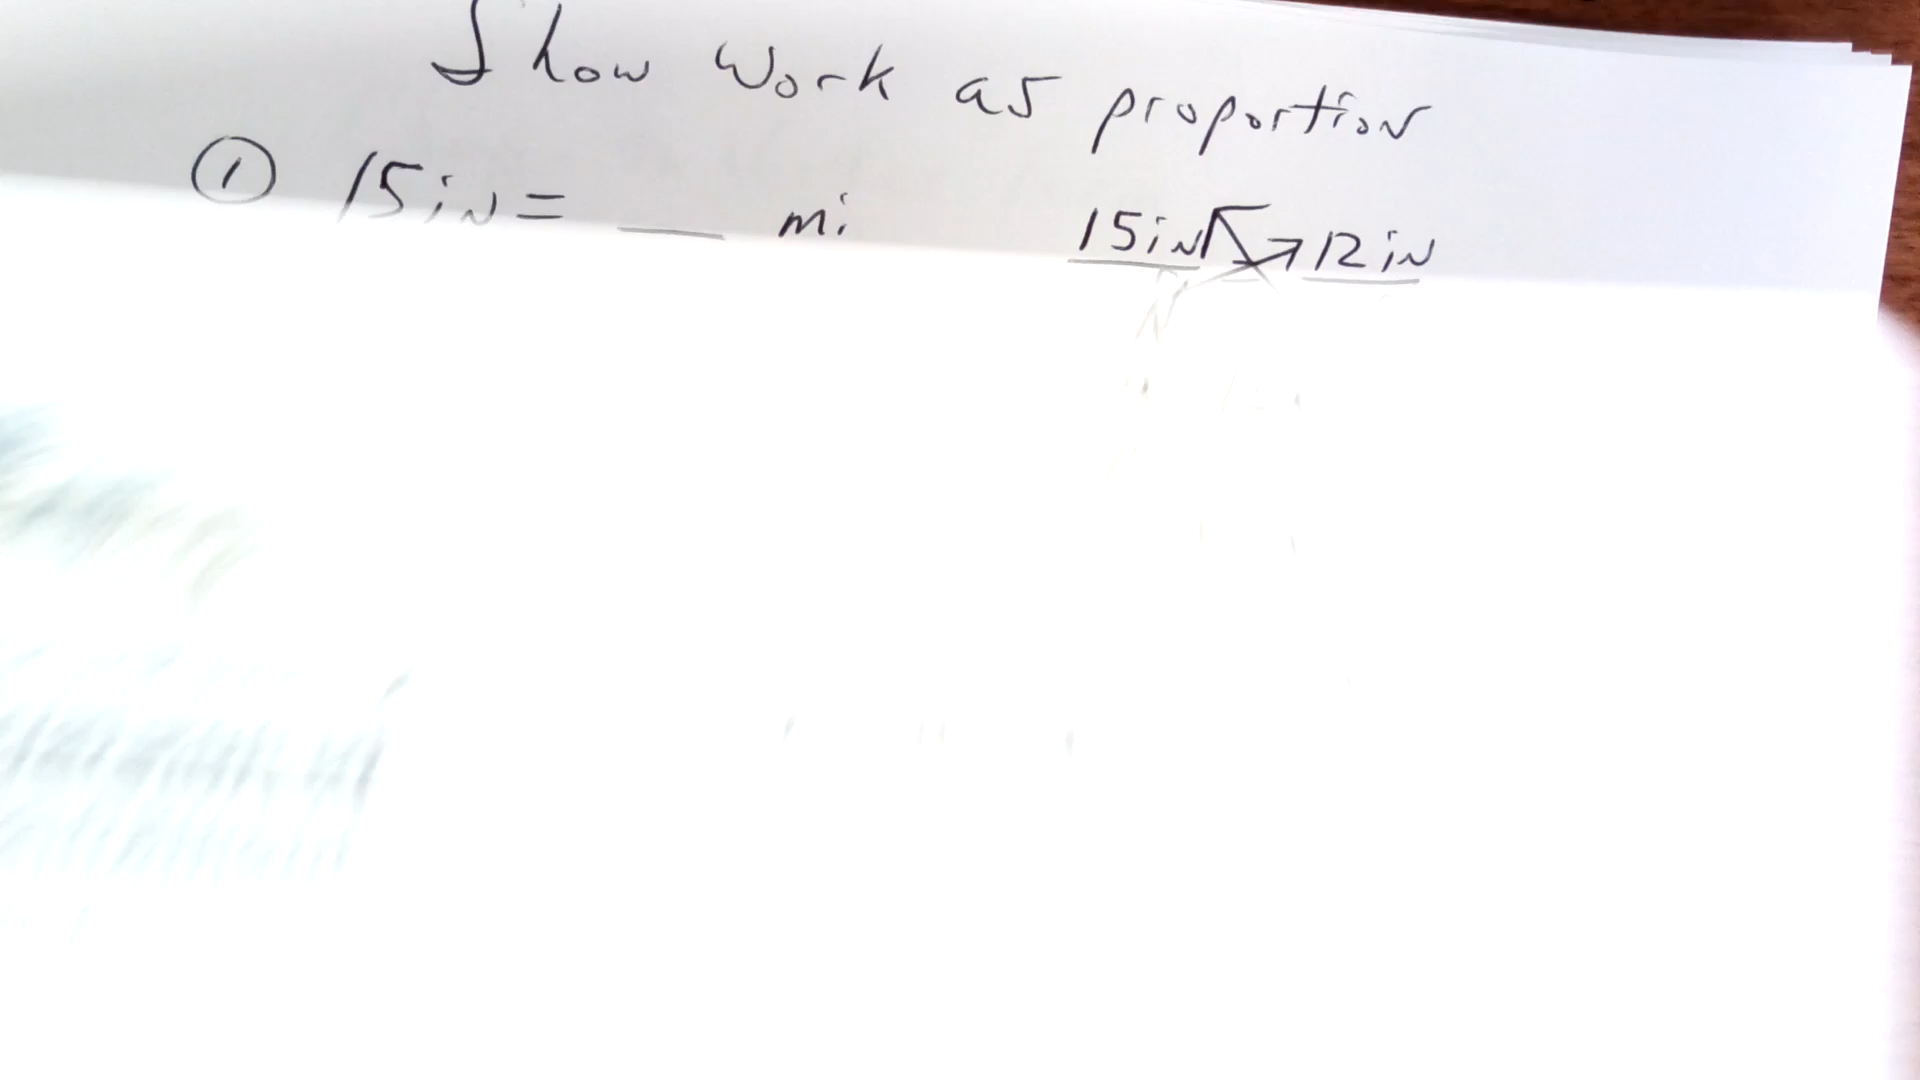 Show work as proportion
① 15in = ___ mi 15in 12in